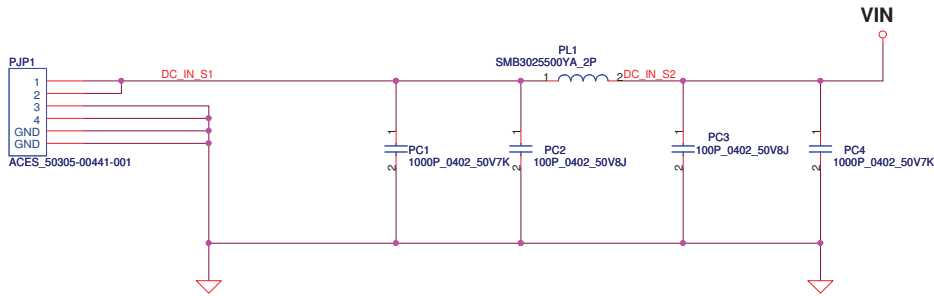 VIN
PJP1
1
2
3
4
GND
GND
ACES_50305-00441-001
DC_IN_S1
PL1
SMB3025500YA_2P
1
2
DC_IN_S2
1
2
PC1
1000P_0402_50V7K
1
2
PC2
100P_0402_50V8J
1
2
PC3
100P_0402_50V8J
1
2
PC4
1000P_0402_50V7K